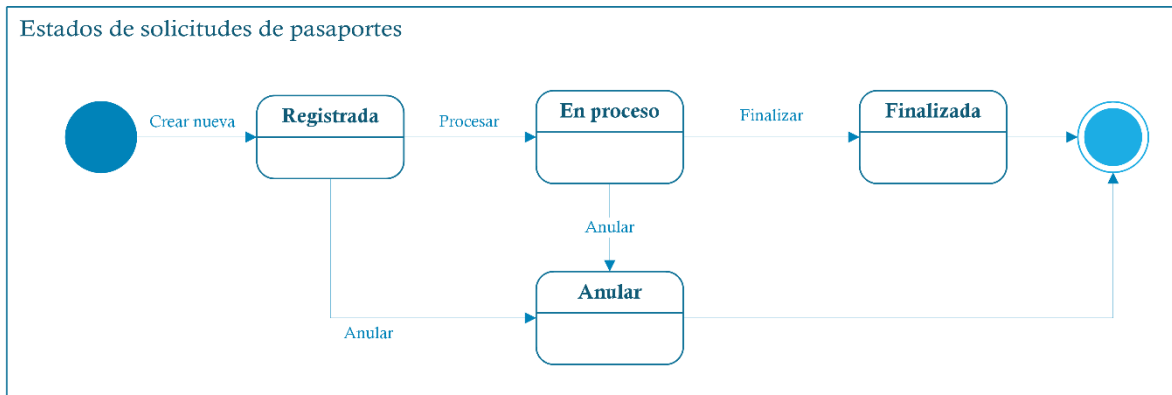 Estados de solicitudes de pasaportes
Crear nueva
Registrada
Procesar
En proceso
Finalizar
Finalizada
Anular
Anular
Anular